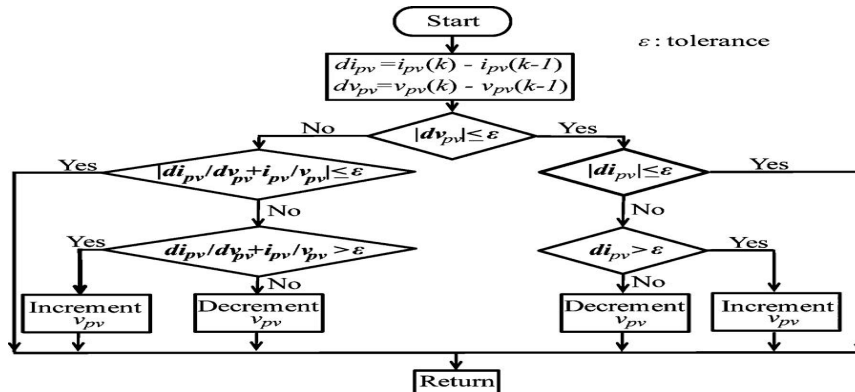 Start
ε : tolerance
di_pv = i_pv(k) - i_pv(k-1)
dv_pv = v_pv(k) - v_pv(k-1)
No
|dv_pv| ≤ ε
Yes
Yes
|di_pv/dv_pv+i_pv/v_pv| ≤ ε
|di_pv| ≤ ε
Yes
No
No
Yes
di_pv/dv_pv+i_pv/v_pv > ε
di_pv > ε
Yes
No
No
Increment
v_pv
Decrement
v_pv
Decrement
v_pv
Increment
v_pv
Return